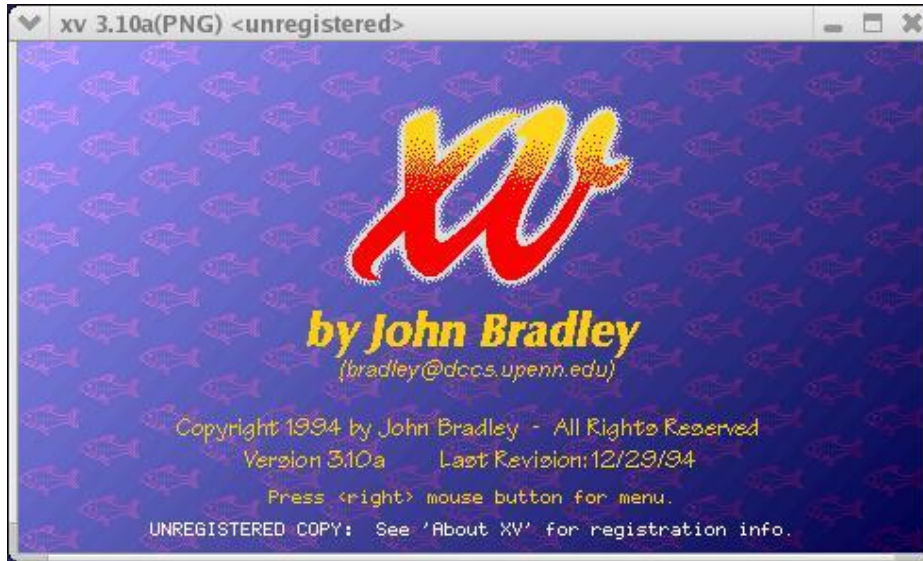 xv 3.10a(PNG) <unregistered>
xv
by John Bradley
(bradley@dccs.upenn.edu)
Copyright 1994 by John Bradley - All Rights Reserved
Version 3.10a Last Revision: 12/29/94
Press <right> mouse button for menu.
UNREGISTERED COPY: See 'About XV' for registration info.